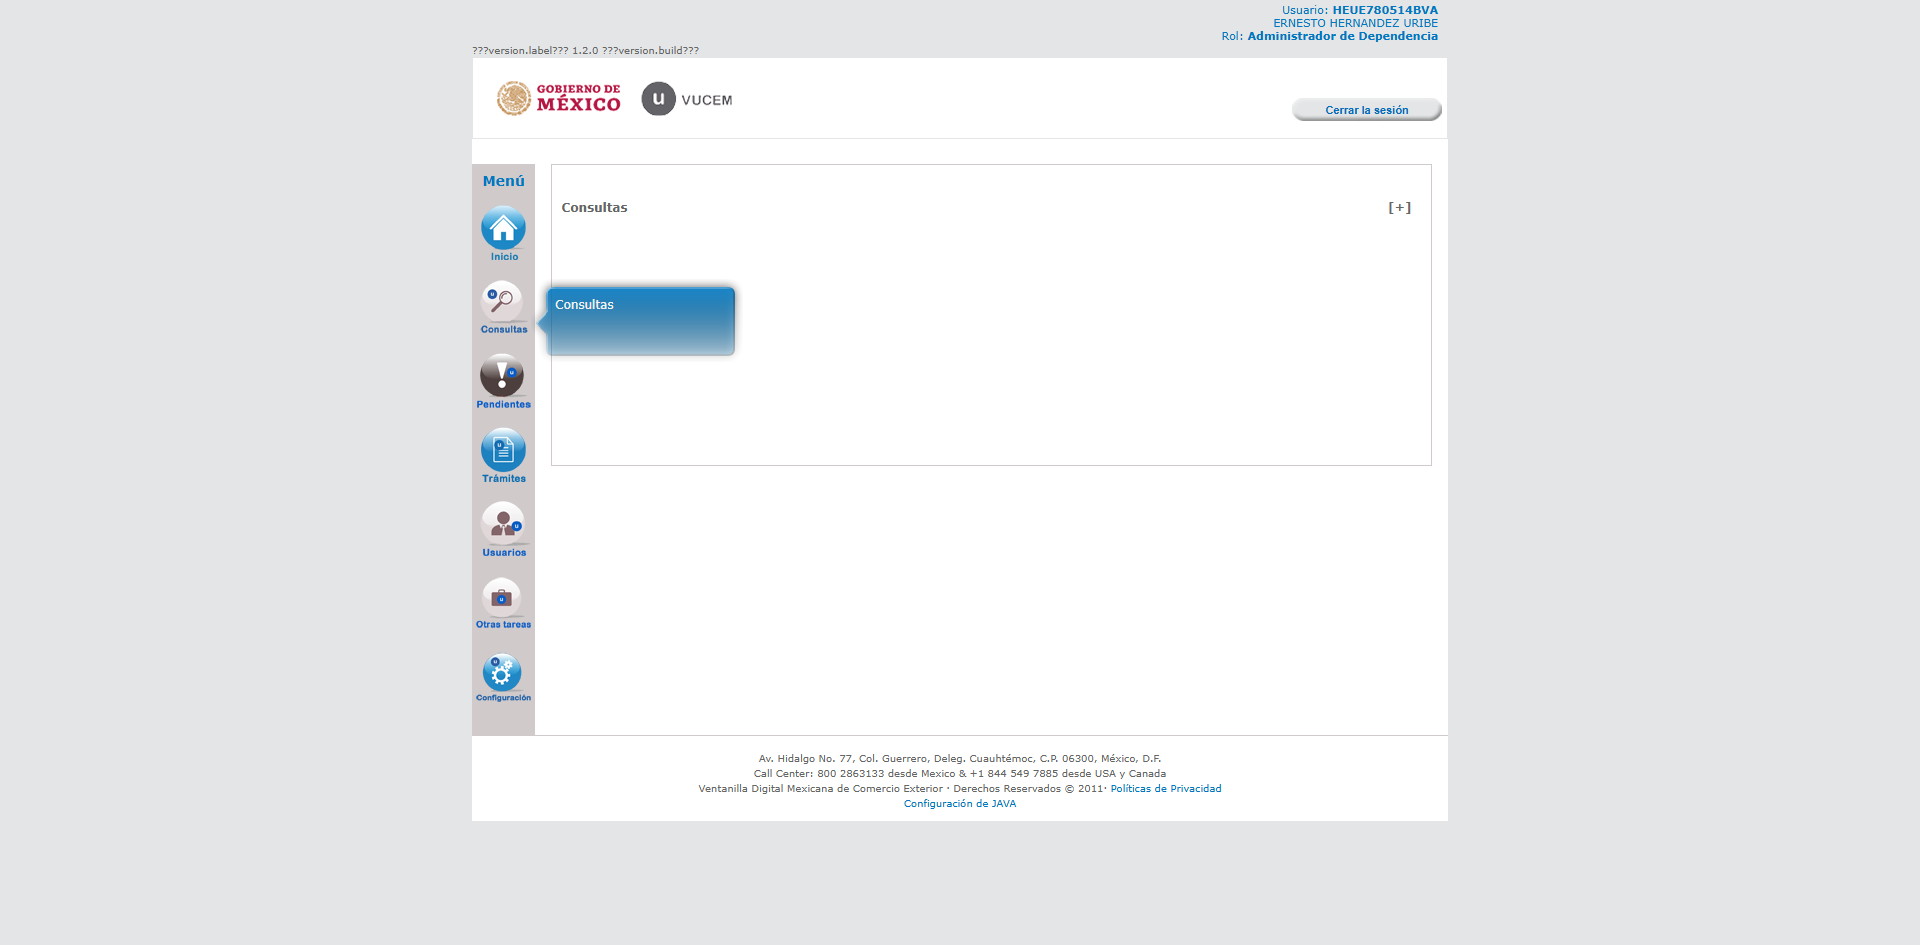 Usuario: HEUE780514BVA
ERNESTO HERNANDEZ URIBE
Rol: Administrador de Dependencia
???version.label??? 1.2.0 ???version.build???
GOBIERNO DE
MÉXICO
u VUCEM
Cerrar la sesión
Menú
Inicio
Consultas
Pendientes
Trámites
Usuarios
Otras tareas
Configuración
Consultas [+]
Consultas
Av. Hidalgo No. 77, Col. Guerrero, Deleg. Cuauhtémoc, C.P. 06300, México, D.F.
Call Center: 800 2863133 desde Mexico & +1 844 549 7885 desde USA y Canada
Ventanilla Digital Mexicana de Comercio Exterior · Derechos Reservados © 2011· Políticas de Privacidad
Configuración de JAVA